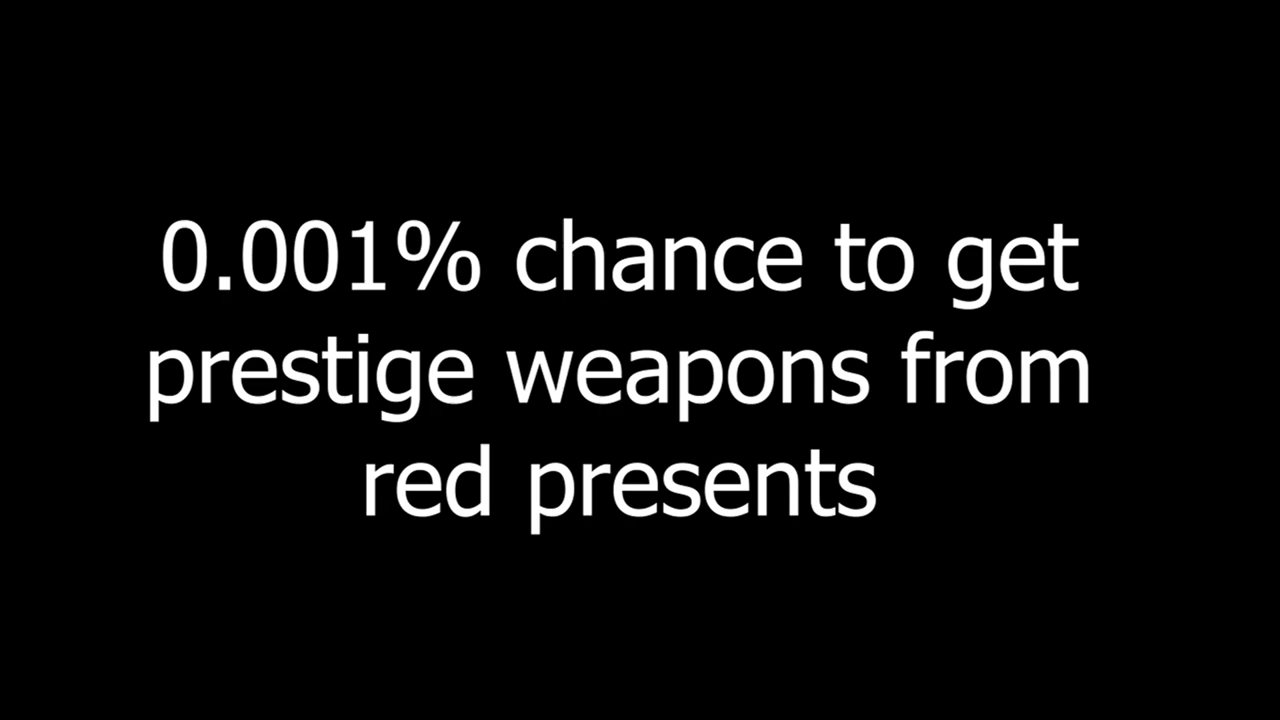 0.001% chance to get
prestige weapons from
red presents